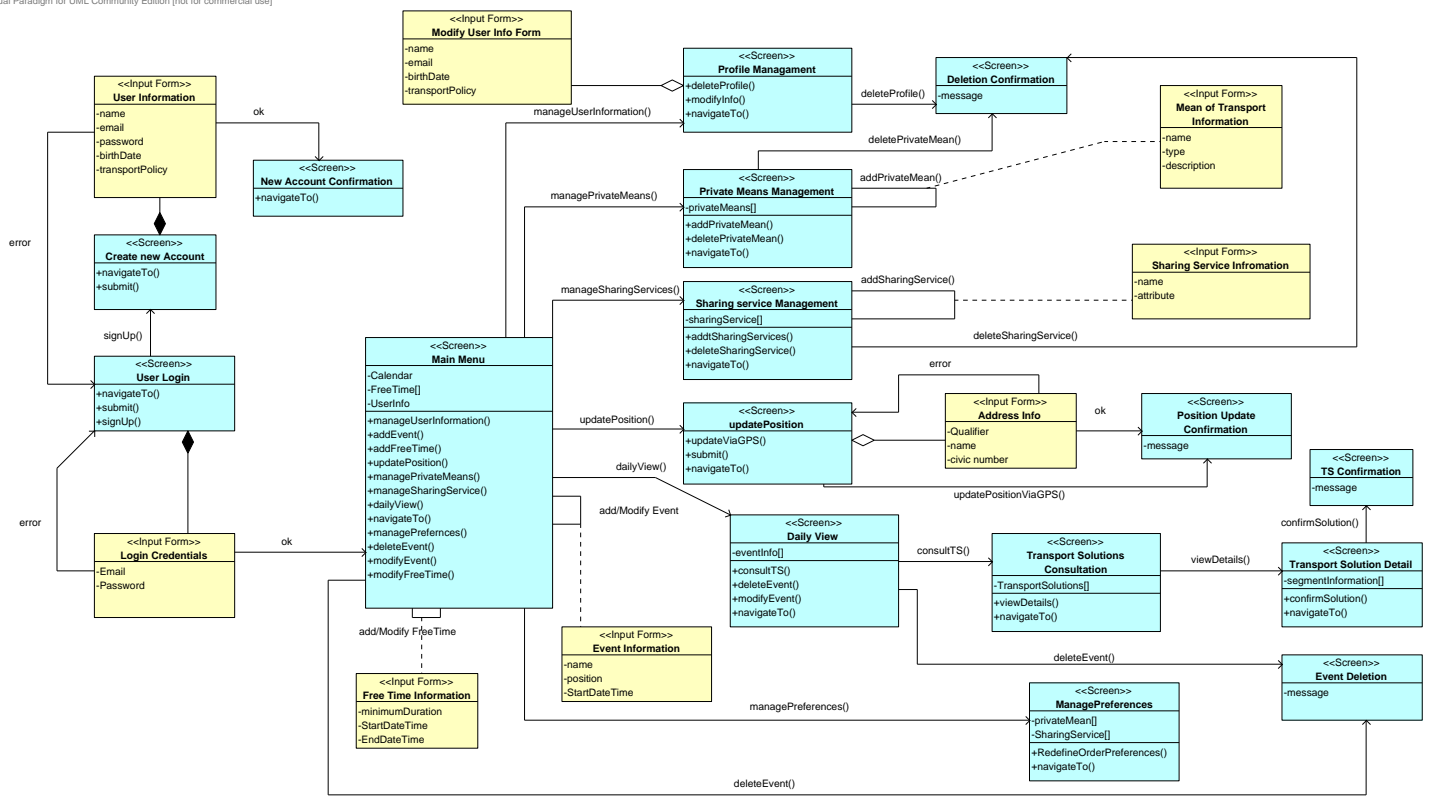 ual Paradigm for UML Community Edition [not for commercial use]
<<Input Form>>
Modify User Info Form
-name
-email
-birthDate
-transportPolicy
<<Screen>>
Profile Managament
+deleteProfile()
+modifyInfo()
+navigateTo()
deleteProfile()
<<Screen>>
Deletion Confirmation
-message
<<Input Form>>
User Information
-name
-email
-password
-birthDate
-transportPolicy
ok
manageUserInformation()
<<Input Form>>
Mean of Transport
Information
-name
-type
-description
deletePrivateMean()
<<Screen>>
New Account Confirmation
+navigateTo()
managePrivateMeans()
<<Screen>>
Private Means Management
-privateMeans[]
+addPrivateMean()
+deletePrivateMean()
+navigateTo()
addPrivateMean()
error
<<Screen>>
Create new Account
+navigateTo()
+submit()
<<Input Form>>
Sharing Service Infromation
-name
-attribute
manageSharingServices()
<<Screen>>
Sharing service Management
-sharingService[]
+addtSharingServices()
+deleteSharingService()
+navigateTo()
addSharingService()
deleteSharingService()
signUp()
<<Screen>>
User Login
+navigateTo()
+submit()
+signUp()
<<Screen>>
Main Menu
-Calendar
-FreeTime[]
-UserInfo
+manageUserInformation()
+addEvent()
+addFreeTime()
+updatePosition()
+managePrivateMeans()
+manageSharingService()
+dailyView()
+navigateTo()
+managePrefernces()
+deleteEvent()
+modifyEvent()
+modifyFreeTime()
error
updatePosition()
<<Screen>>
updatePosition
+updateViaGPS()
+submit()
+navigateTo()
<<Input Form>>
Address Info
-Qualifier
-name
-civic number
ok
<<Screen>>
Position Update
Confirmation
-message
updatePositionViaGPS()
<<Screen>>
TS Confirmation
-message
dailyView()
add/Modify Event
error
<<Input Form>>
Login Credentials
-Email
-Password
ok
<<Screen>>
Daily View
-eventInfo[]
+consultTS()
+deleteEvent()
+modifyEvent()
+navigateTo()
consultTS()
<<Screen>>
Transport Solutions
Consultation
-TransportSolutions[]
+viewDetails()
+navigateTo()
viewDetails()
confirmSolution()
<<Screen>>
Transport Solution Detail
-segmentInformation[]
+confirmSolution()
+navigateTo()
add/Modify FreeTime
<<Input Form>>
Free Time Information
-minimumDuration
-StartDateTime
-EndDateTime
<<Input Form>>
Event Information
-name
-position
-StartDateTime
deleteEvent()
<<Screen>>
Event Deletion
-message
managePreferences()
<<Screen>>
ManagePreferences
-privateMean[]
-SharingService[]
+RedefineOrderPreferences()
+navigateTo()
deleteEvent()